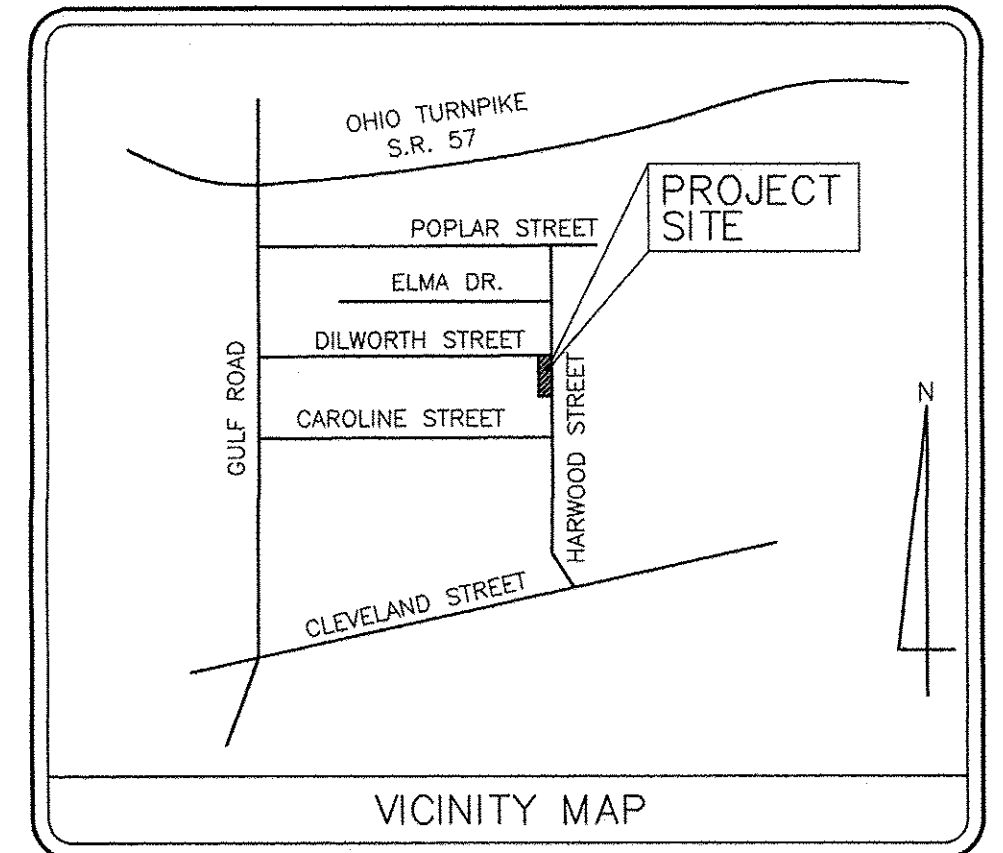 OHIO TURNPIKE
S.R. 57
PROJECT
SITE
POPLAR STREET
ELMA DR.
DILWORTH STREET
GULF ROAD
CAROLINE STREET
HARWOOD STREET
N
CLEVELAND STREET
VICINITY MAP